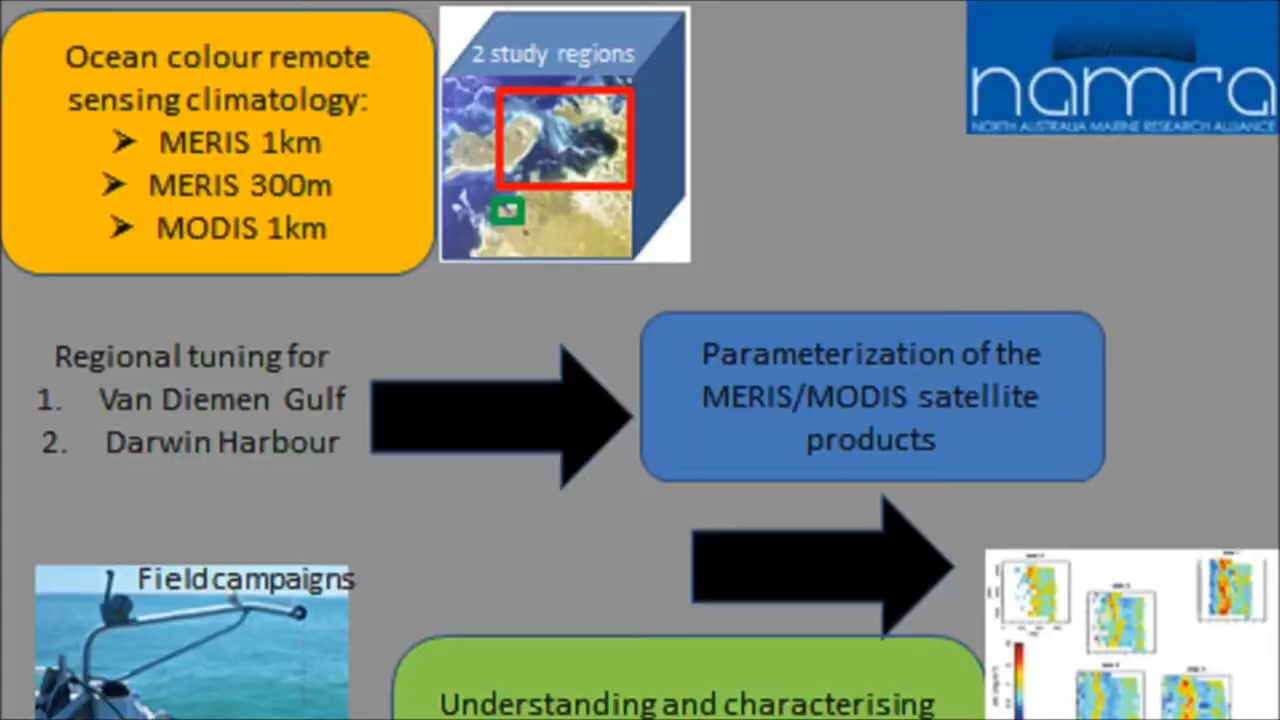 Ocean colour remote
sensing climatology:
➤ MERIS 1km
➤ MERIS 300m
➤ MODIS 1km
2 study regions
namra
NORTH AUSTRALIA MARINE RESEARCH ALLIANCE
Regional tuning for
1. Van Diemen Gulf
2. Darwin Harbour
Parameterization of the
MERIS/MODIS satellite
products
Field campaigns
Understanding and characterising